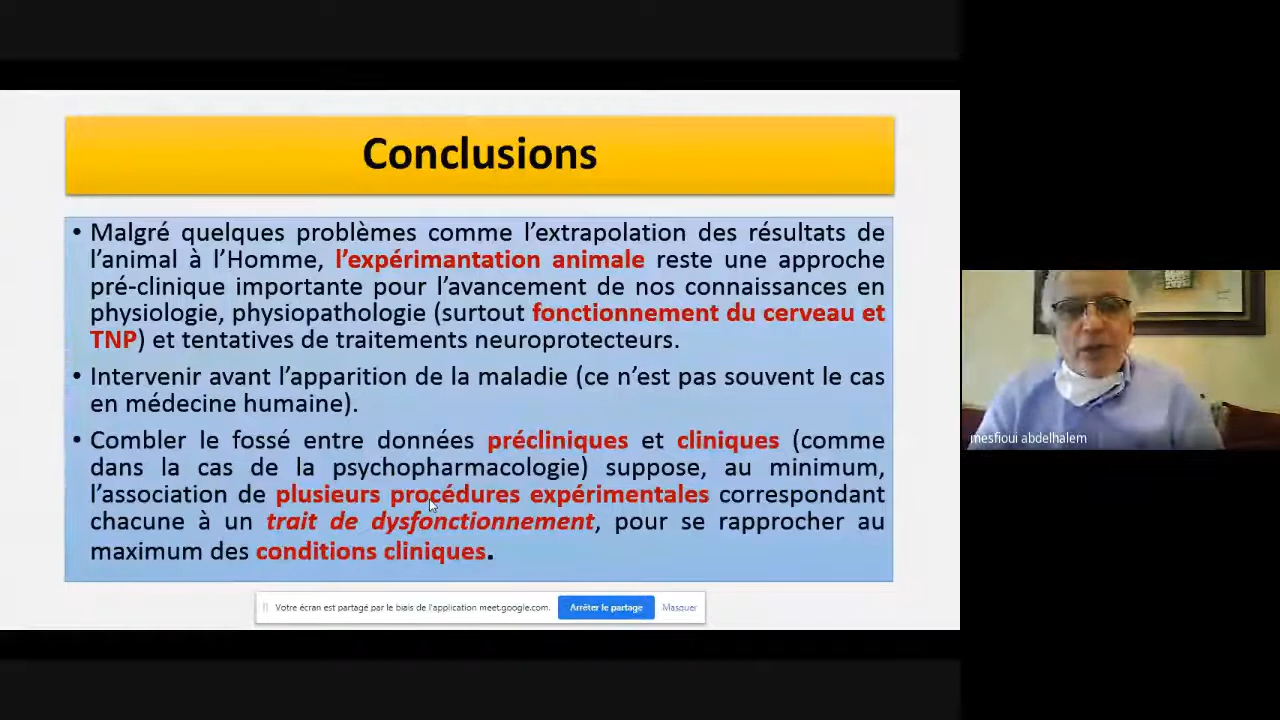 Conclusions
• Malgré quelques problèmes comme l'extrapolation des résultats de
l'animal à l'Homme, l'expérimantation animale reste une approche
pré-clinique importante pour l'avancement de nos connaissances en
physiologie, physiopathologie (surtout fonctionnement du cerveau et
TNP) et tentatives de traitements neuroprotecteurs.
• Intervenir avant l'apparition de la maladie (ce n'est pas souvent le cas
en médecine humaine).
• Combler le fossé entre données précliniques et cliniques (comme
dans la cas de la psychopharmacologie) suppose, au minimum,
l'association de plusieurs procédures expérimentales correspondant
chacune à un trait de dysfonctionnement, pour se rapprocher au
maximum des conditions cliniques.
Votre écran est partagé par le biais de l'application meet.google.com. Arrêter le partage Masquer
mesfioui abdelhalem